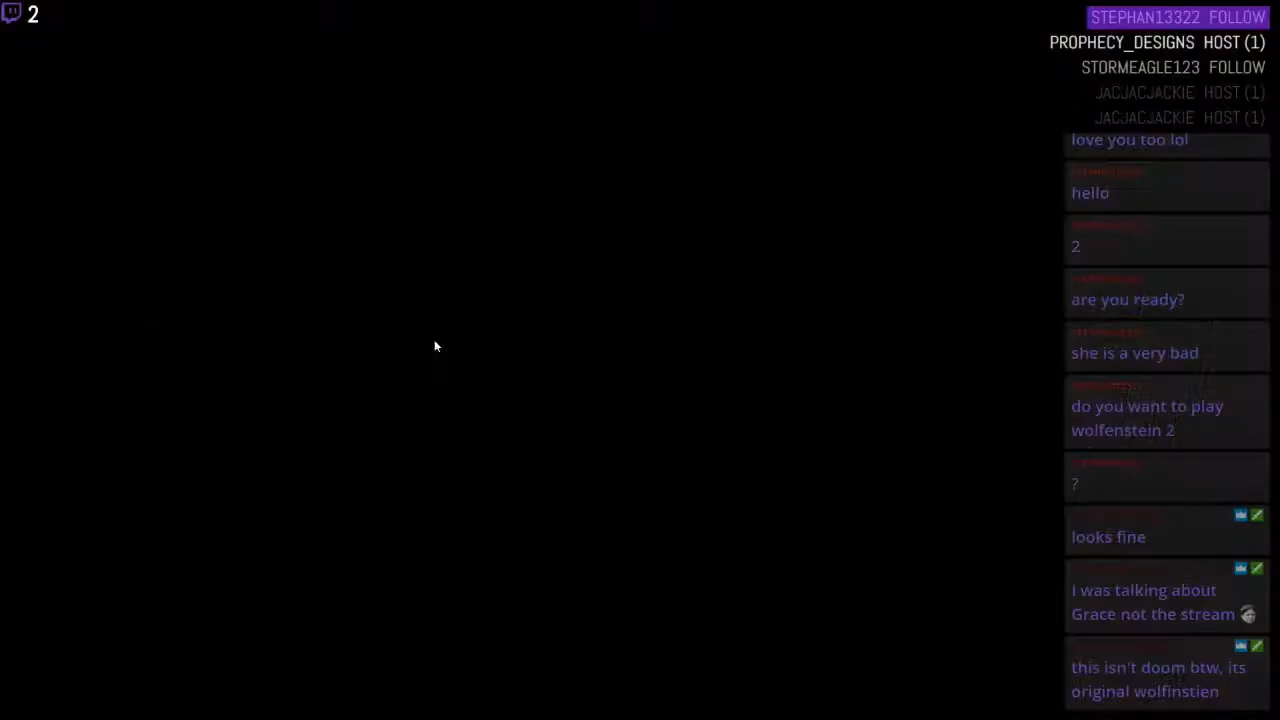 2
STEPHAN13322 FOLLOW
PROPHECY_DESIGNS HOST (1)
STORMEAGLE123 FOLLOW
JACJACJACKIE HOST (1)
JACJACJACKIE HOST (1)
love you too lol
hello
2
are you ready?
she is a very bad
do you want to play
wolfenstein 2
?
looks fine
I was talking about
Grace not the stream
this isn't doom btw, its
original wolfinstien